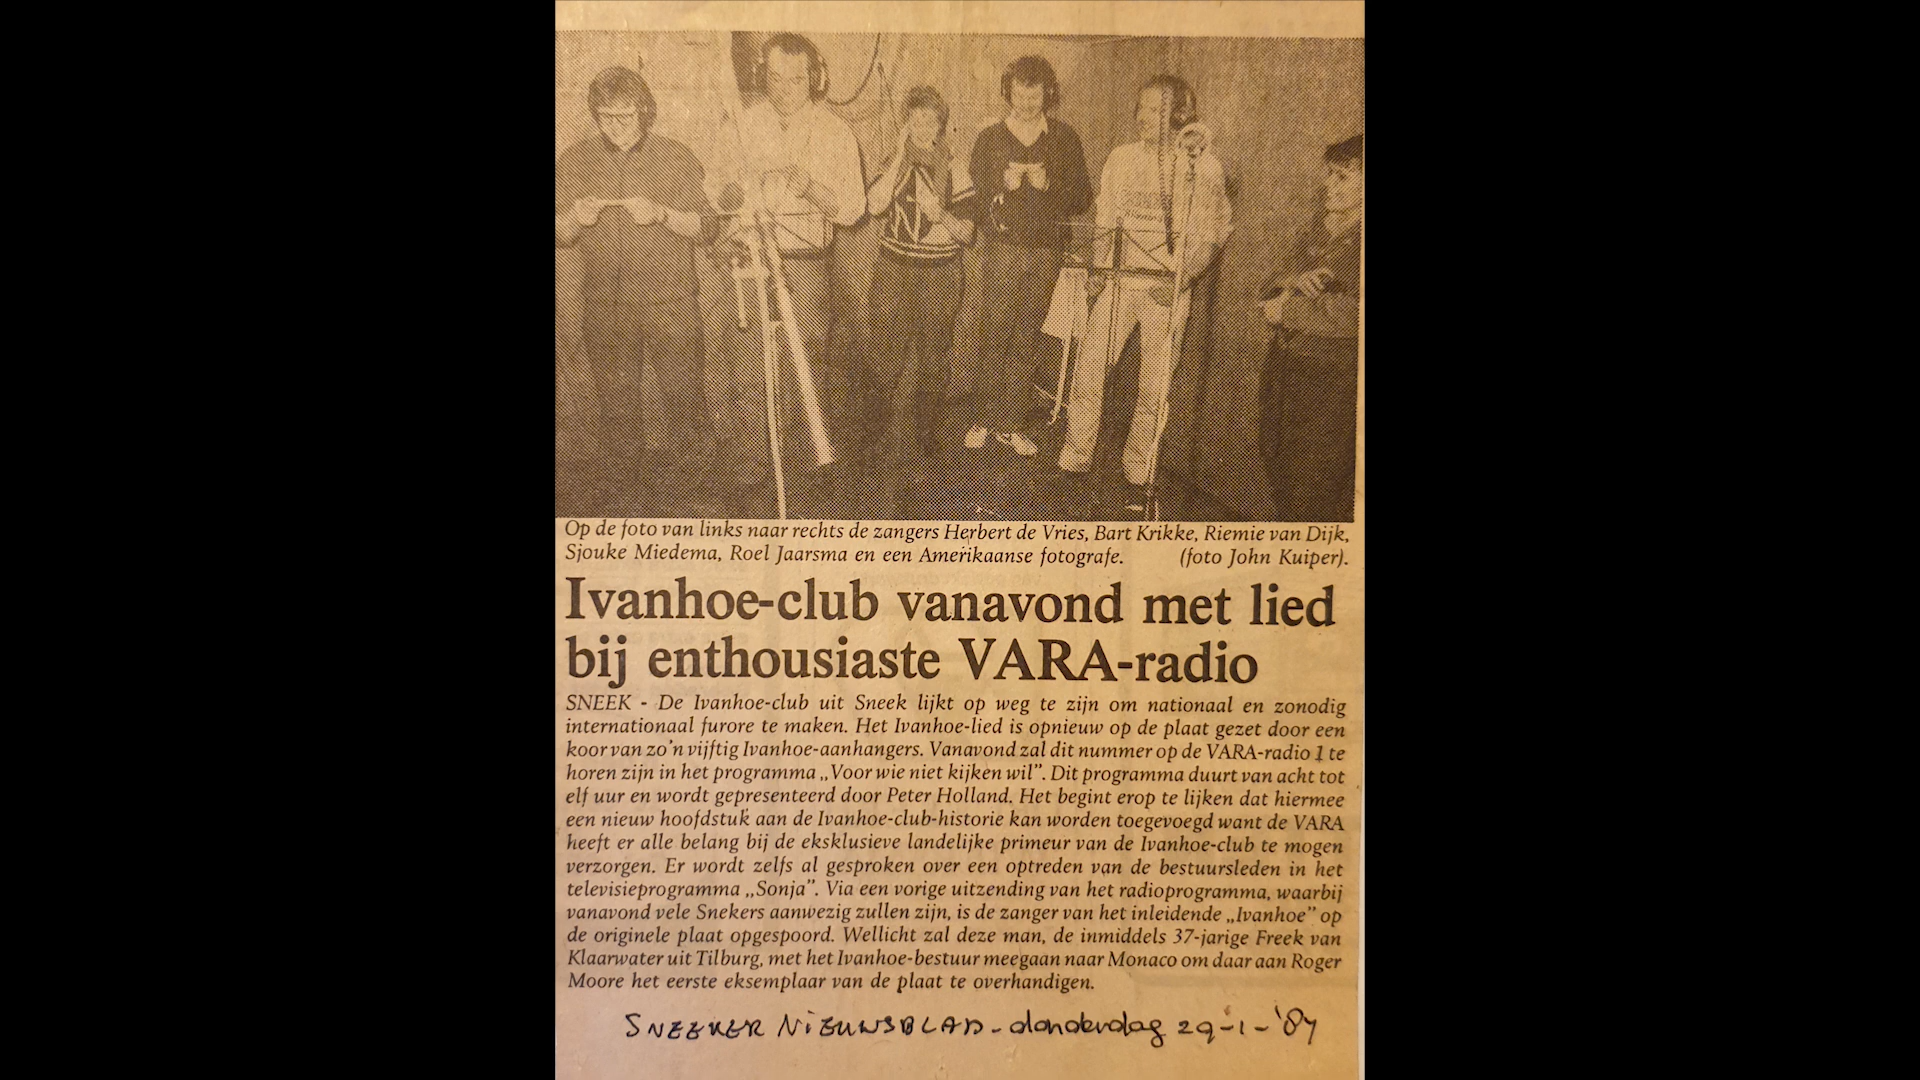 Op de foto van links naar rechts de zangers Herbert de Vries, Bart Krikke, Riemie van Dijk,
Sjouke Miedema, Roel Jaarsma en een Amerikaanse fotografe. (foto John Kuiper).
Ivanhoe-club vanavond met lied
bij enthousiaste VARA-radio
SNEEK - De Ivanhoe-club uit Sneek lijkt op weg te zijn om nationaal en zonodig
internationaal furore te maken. Het Ivanhoe-lied is opnieuw op de plaat gezet door een
koor van zo'n vijftig Ivanhoe-aanhangers. Vanavond zal dit nummer op de VARA-radio 1 te
horen zijn in het programma „Voor wie niet kijken wil”. Dit programma duurt van acht tot
elf uur en wordt gepresenteerd door Peter Holland. Het begint erop te lijken dat hiermee
een nieuw hoofdstuk aan de Ivanhoe-club-historie kan worden toegevoegd want de VARA
heeft er alle belang bij de eksklusieve landelijke primeur van de Ivanhoe-club te mogen
verzorgen. Er wordt zelfs al gesproken over een optreden van de bestuursleden in het
televisieprogramma „Sonja”. Via een vorige uitzending van het radioprogramma, waarbij
vanavond vele Snekers aanwezig zullen zijn, is de zanger van het inleidende „Ivanhoe” op
de originele plaat opgespoord. Wellicht zal deze man, de inmiddels 37-jarige Freek van
Klaarwater uit Tilburg, met het Ivanhoe-bestuur meegaan naar Monaco om daar aan Roger
Moore het eerste eksemplaar van de plaat te overhandigen.
SNEEKER NIEUWSBLAD - donderdag 29-1-'87